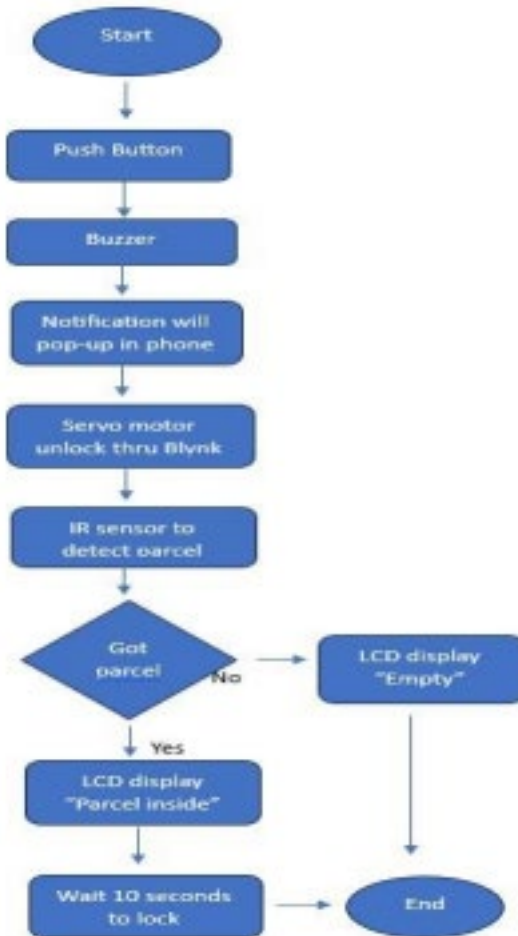 Start
Push Button
Buzzer
Notification will
pop-up in phone
Servo motor
unlock thru Blynk
IR sensor to
detect parcel
Got
parcel
No
LCD display
"Empty"
Yes
LCD display
"Parcel inside"
Wait 10 seconds
to lock
End